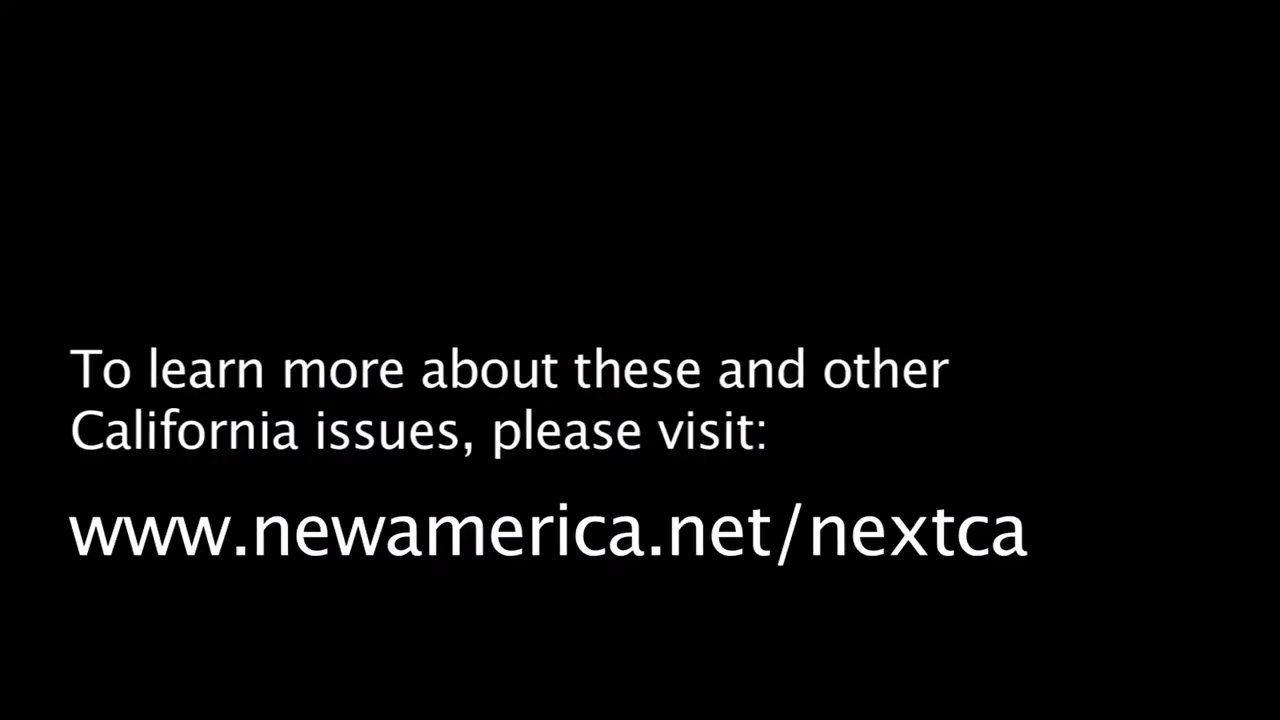 To learn more about these and other
California issues, please visit:
www.newamerica.net/nextca